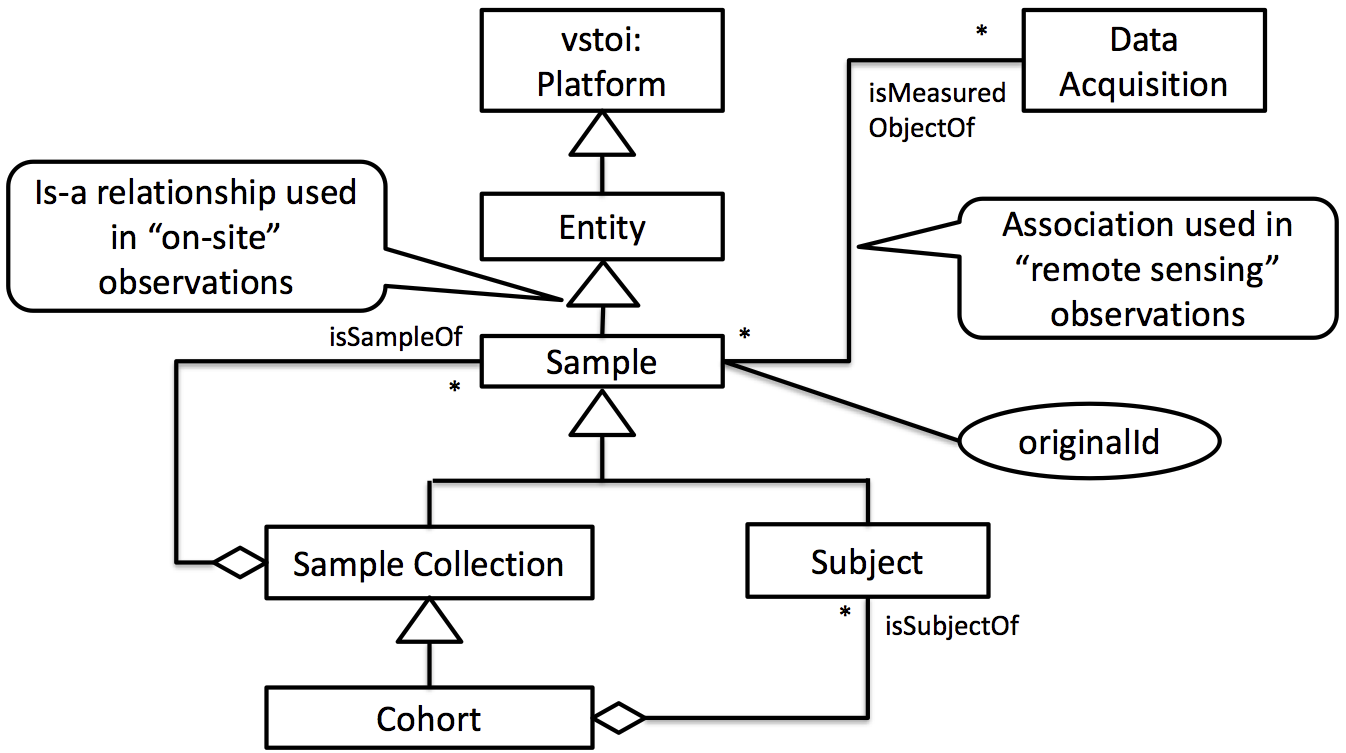 vstoi:
Platform
*
Data
Acquisition
isMeasured
ObjectOf
Is-a relationship used
in “on-site”
observations
Entity
Association used in
“remote sensing”
observations
isSampleOf
*
Sample
*
originalId
Sample Collection
Subject
*
isSubjectOf
Cohort